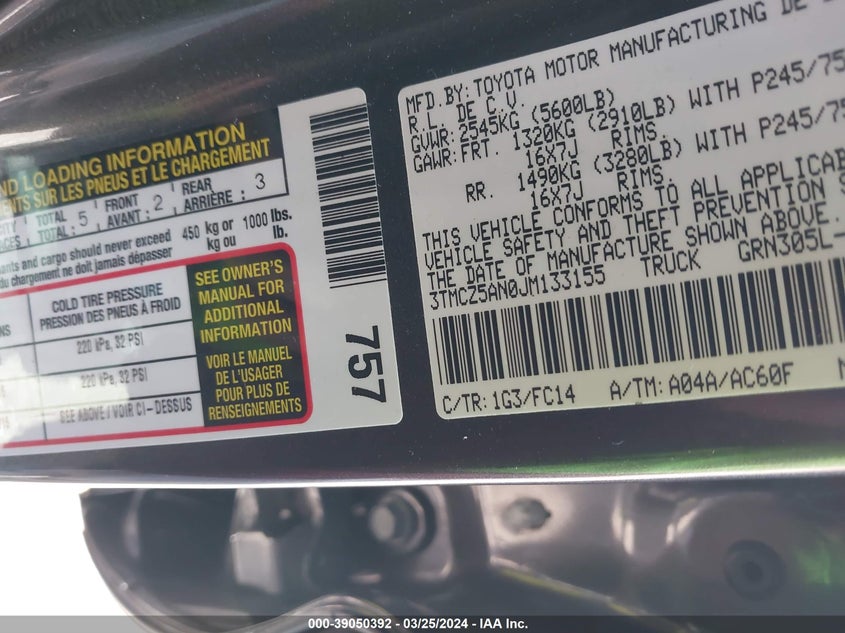 ND LOADING INFORMATION
ENTS SUR LES PNEUS ET LE CHARGEMENT
TOTAL 5 FRONT 2 REAR 3
TOTAL : AVANT : ARRIÈRE :
ants and cargo should never exceed 450 kg or 1000 lbs.
du chargement ne doit jamais dépasser kg ou lb.
COLD TIRE PRESSURE
PRESSION DES PNEUS À FROID
220 kPa, 32 PSI
220 kPa, 32 PSI
SEE ABOVE / VOIR CI-DESSUS
SEE OWNER'S
MANUAL FOR
ADDITIONAL
INFORMATION
VOIR LE MANUEL
DE L'USAGER
POUR PLUS DE
RENSEIGNEMENTS
757
MFD.BY: TOYOTA MOTOR MANUFACTURING DE
R.L. DE C.V.
GVWR: 2545KG (5600LB)
GAWR: FRT. 1320KG (2910LB) WITH P245/75
16X7J RIMS.
RR. 1490KG (3280LB) WITH P245/75
16X7J RIMS.
THIS VEHICLE CONFORMS TO ALL APPLICAB
VEHICLE SAFETY AND THEFT PREVENTION S
THE DATE OF MANUFACTURE SHOWN ABOVE.
3TMCZ5AN0JM133155 TRUCK GRN305L-
C/TR: 1G3/FC14 A/TM: A04A/AC60F
000-39050392 / 03/25/2024 - IAA Inc.